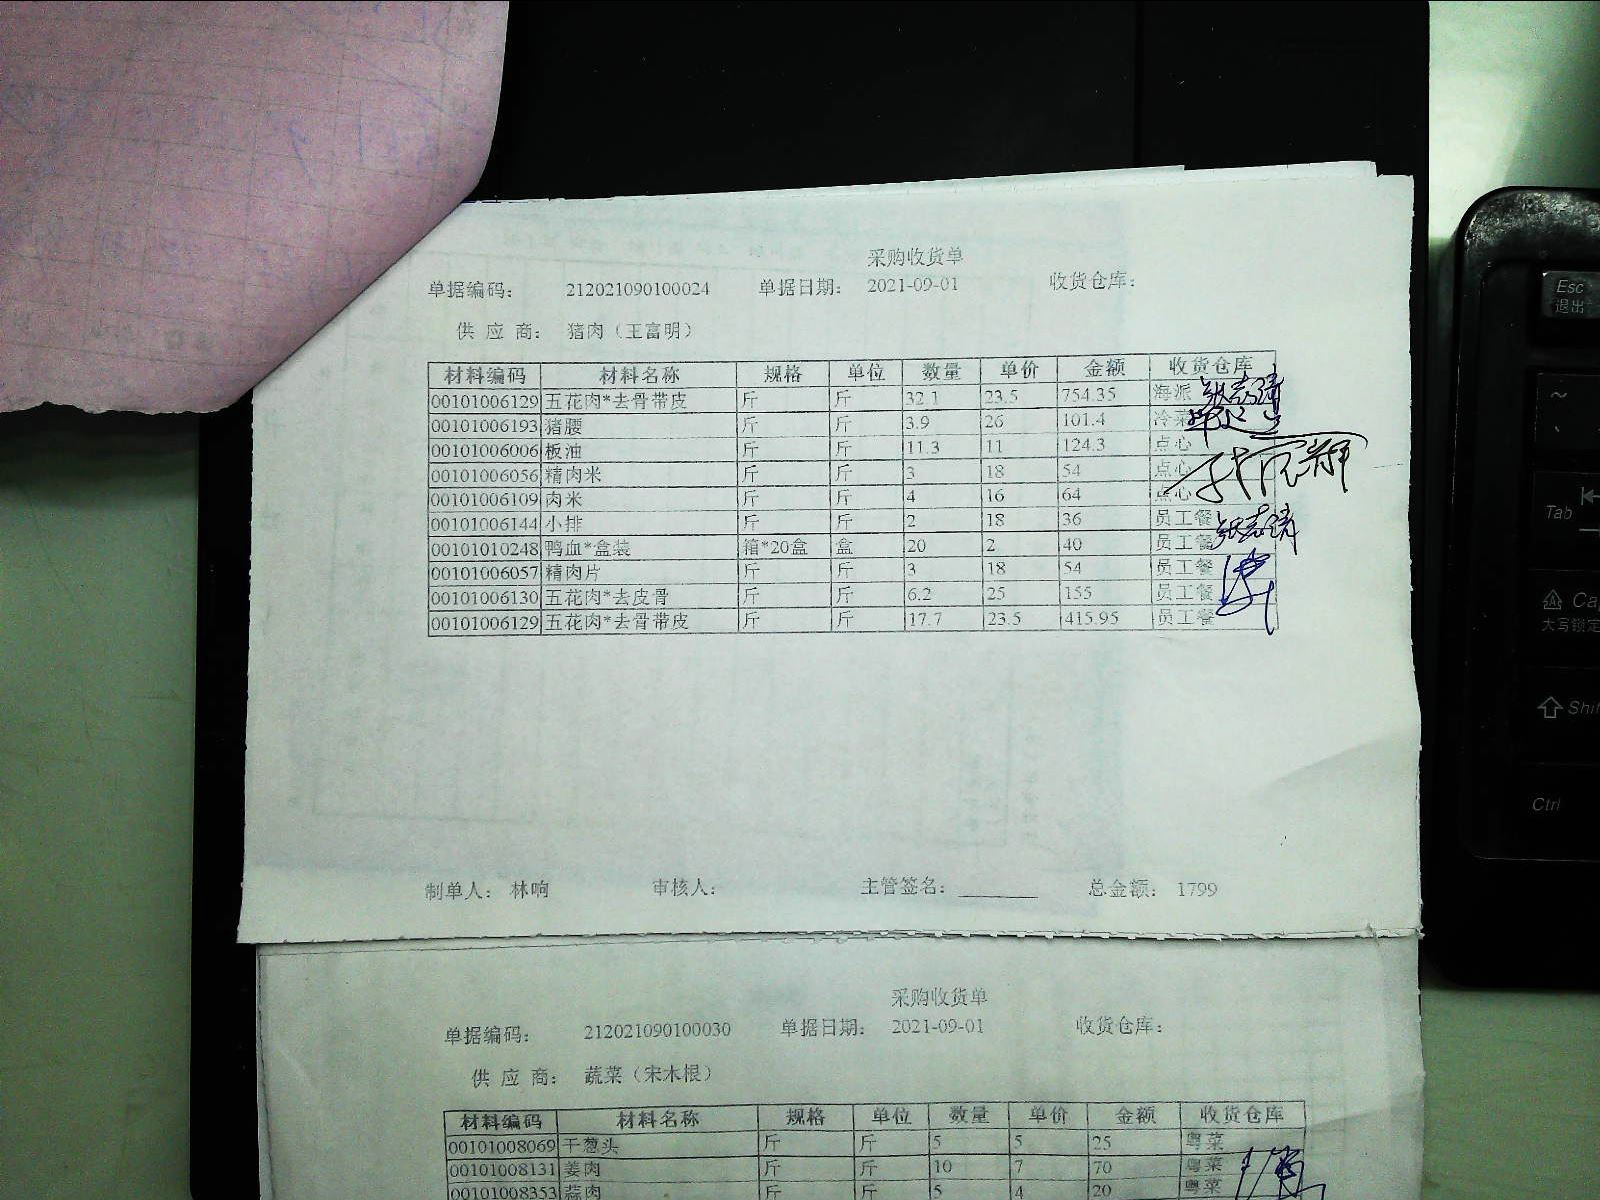 采购收货单
单据编码： 212021090100024 单据日期： 2021-09-01 收货仓库：
供 应 商： 猪肉（王富明）
材料编码 材料名称 规格 单位 数量 单价 金额 收货仓库
00101006129 五花肉*去骨带皮 斤 斤 32.1 23.5 754.35 海派
00101006193 猪腰 斤 斤 3.9 26 101.4 冷菜
00101006006 板油 斤 斤 11.3 11 124.3 点心
00101006056 精肉米 斤 斤 3 18 54 点心
00101006109 肉米 斤 斤 4 16 64 点心
00101006144 小排 斤 斤 2 18 36 员工餐
00101010248 鸭血*盒装 箱*20盒 盒 20 2 40 员工餐
00101006057 精肉片 斤 斤 3 18 54 员工餐
00101006130 五花肉*去皮骨 斤 斤 6.2 25 155 员工餐
00101006129 五花肉*去骨带皮 斤 斤 17.7 23.5 415.95 员工餐
制单人： 林响 审核人： 主管签名： 总金额： 1799
采购收货单
单据编码： 212021090100030 单据日期： 2021-09-01 收货仓库：
供 应 商： 蔬菜（宋木根）
材料编码 材料名称 规格 单位 数量 单价 金额 收货仓库
00101008069 干葱头 斤 斤 5 5 25 粤菜
00101008131 姜肉 斤 斤 10 7 70 粤菜
00101008353 蒜肉 斤 斤 5 4 20 粤菜
Esc
退出
~
Tab
大写锁定
Ctrl